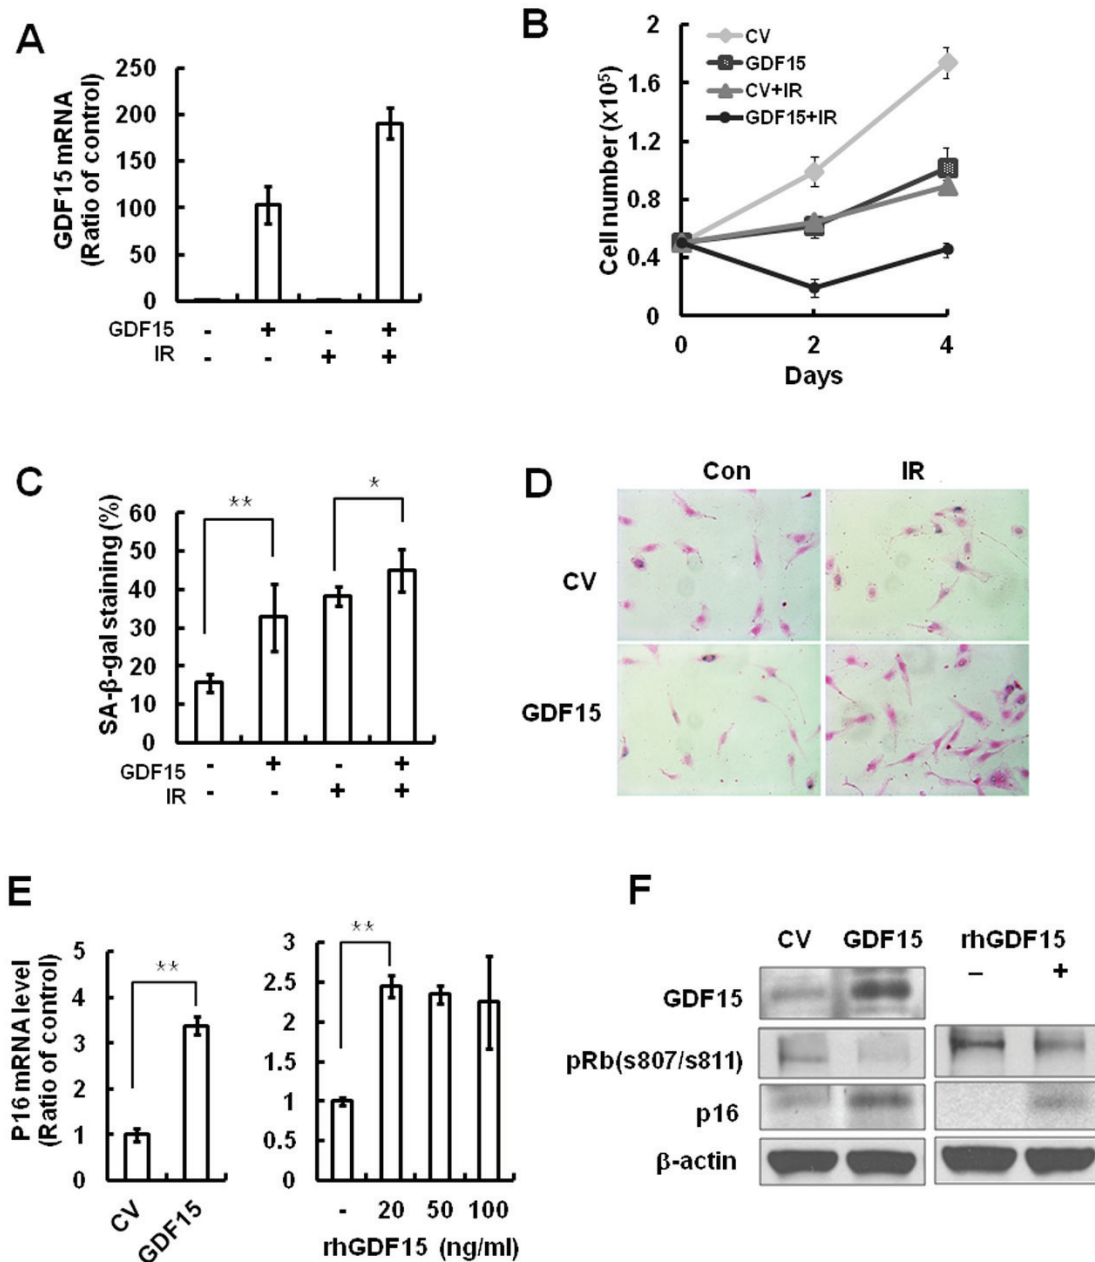 A
GDF15 mRNA
(Ratio of control)
250
200
150
100
50
0
GDF15 - + - +
IR - - + +
B
Cell number (x10⁵)
2
1.6
1.2
0.8
0.4
0
CV
GDF15
CV+IR
GDF15+IR
0 2 4
Days
C
SA-β-gal staining (%)
60
50
40
30
20
10
0
** *
GDF15 - + - +
IR - - + +
D
Con IR
CV
GDF15
E
P16 mRNA level
(Ratio of control)
5
4
3
2
1
0
**
CV GDF15
3
2.5
2
1.5
1
0.5
0
**
- 20 50 100
rhGDF15 (ng/ml)
F
CV GDF15 rhGDF15
– +
GDF15
pRb(s807/s811)
p16
β-actin